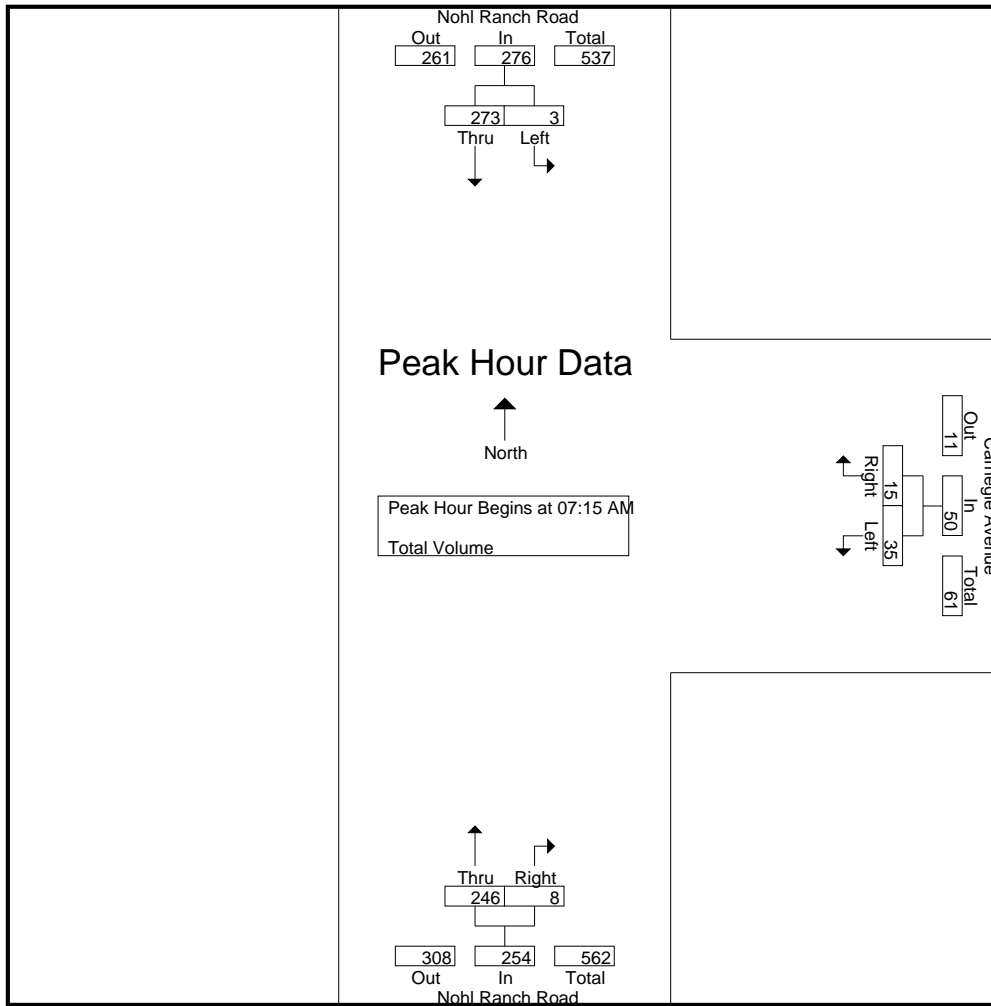 Nohl Ranch Road
Out In Total
261 276 537
273 3
Thru Left
Peak Hour Data
North
Peak Hour Begins at 07:15 AM
Total Volume
Carnegie Avenue
Out In Total
11 50 61
15 35
Right Left
Thru Right
246 8
308 254 562
Out In Total
Nohl Ranch Road